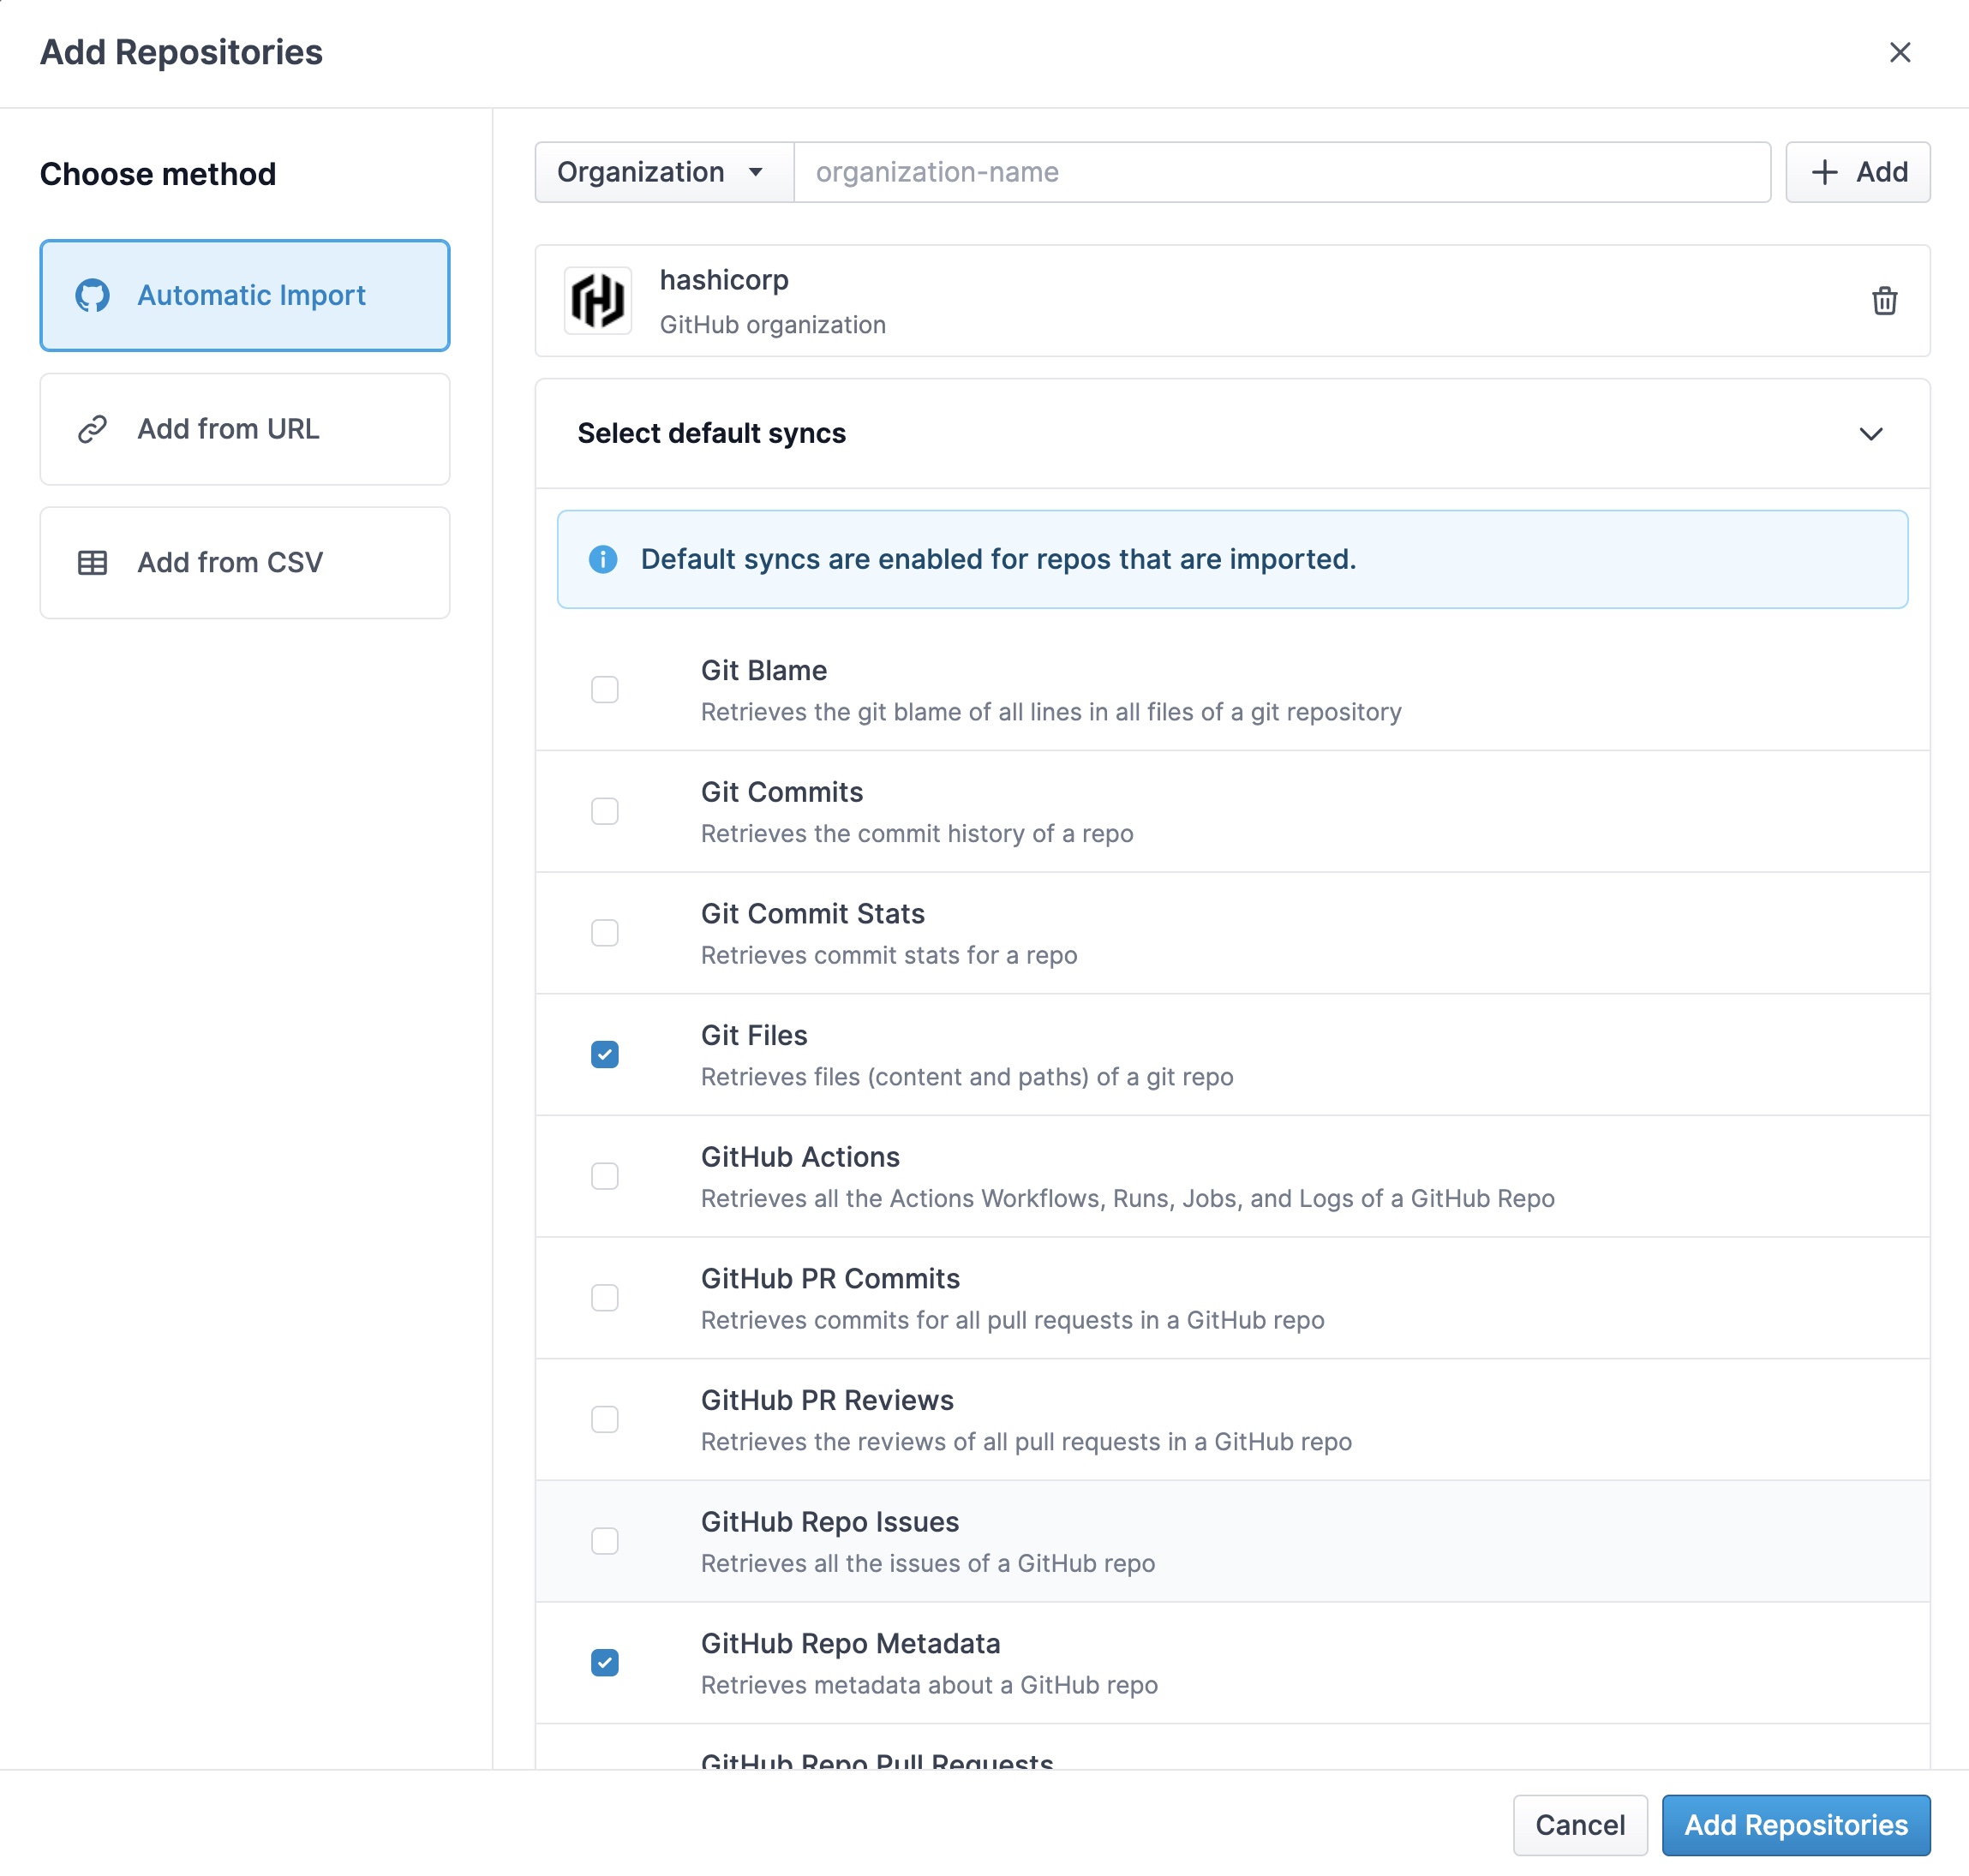 Add Repositories
Choose method
Automatic Import
Add from URL
Add from CSV
Organization
organization-name
Add
hashicorp
GitHub organization
Select default syncs
Default syncs are enabled for repos that are imported.
Git Blame
Retrieves the git blame of all lines in all files of a git repository
Git Commits
Retrieves the commit history of a repo
Git Commit Stats
Retrieves commit stats for a repo
Git Files
Retrieves files (content and paths) of a git repo
GitHub Actions
Retrieves all the Actions Workflows, Runs, Jobs, and Logs of a GitHub Repo
GitHub PR Commits
Retrieves commits for all pull requests in a GitHub repo
GitHub PR Reviews
Retrieves the reviews of all pull requests in a GitHub repo
GitHub Repo Issues
Retrieves all the issues of a GitHub repo
GitHub Repo Metadata
Retrieves metadata about a GitHub repo
GitHub Repo Pull Requests
Cancel
Add Repositories